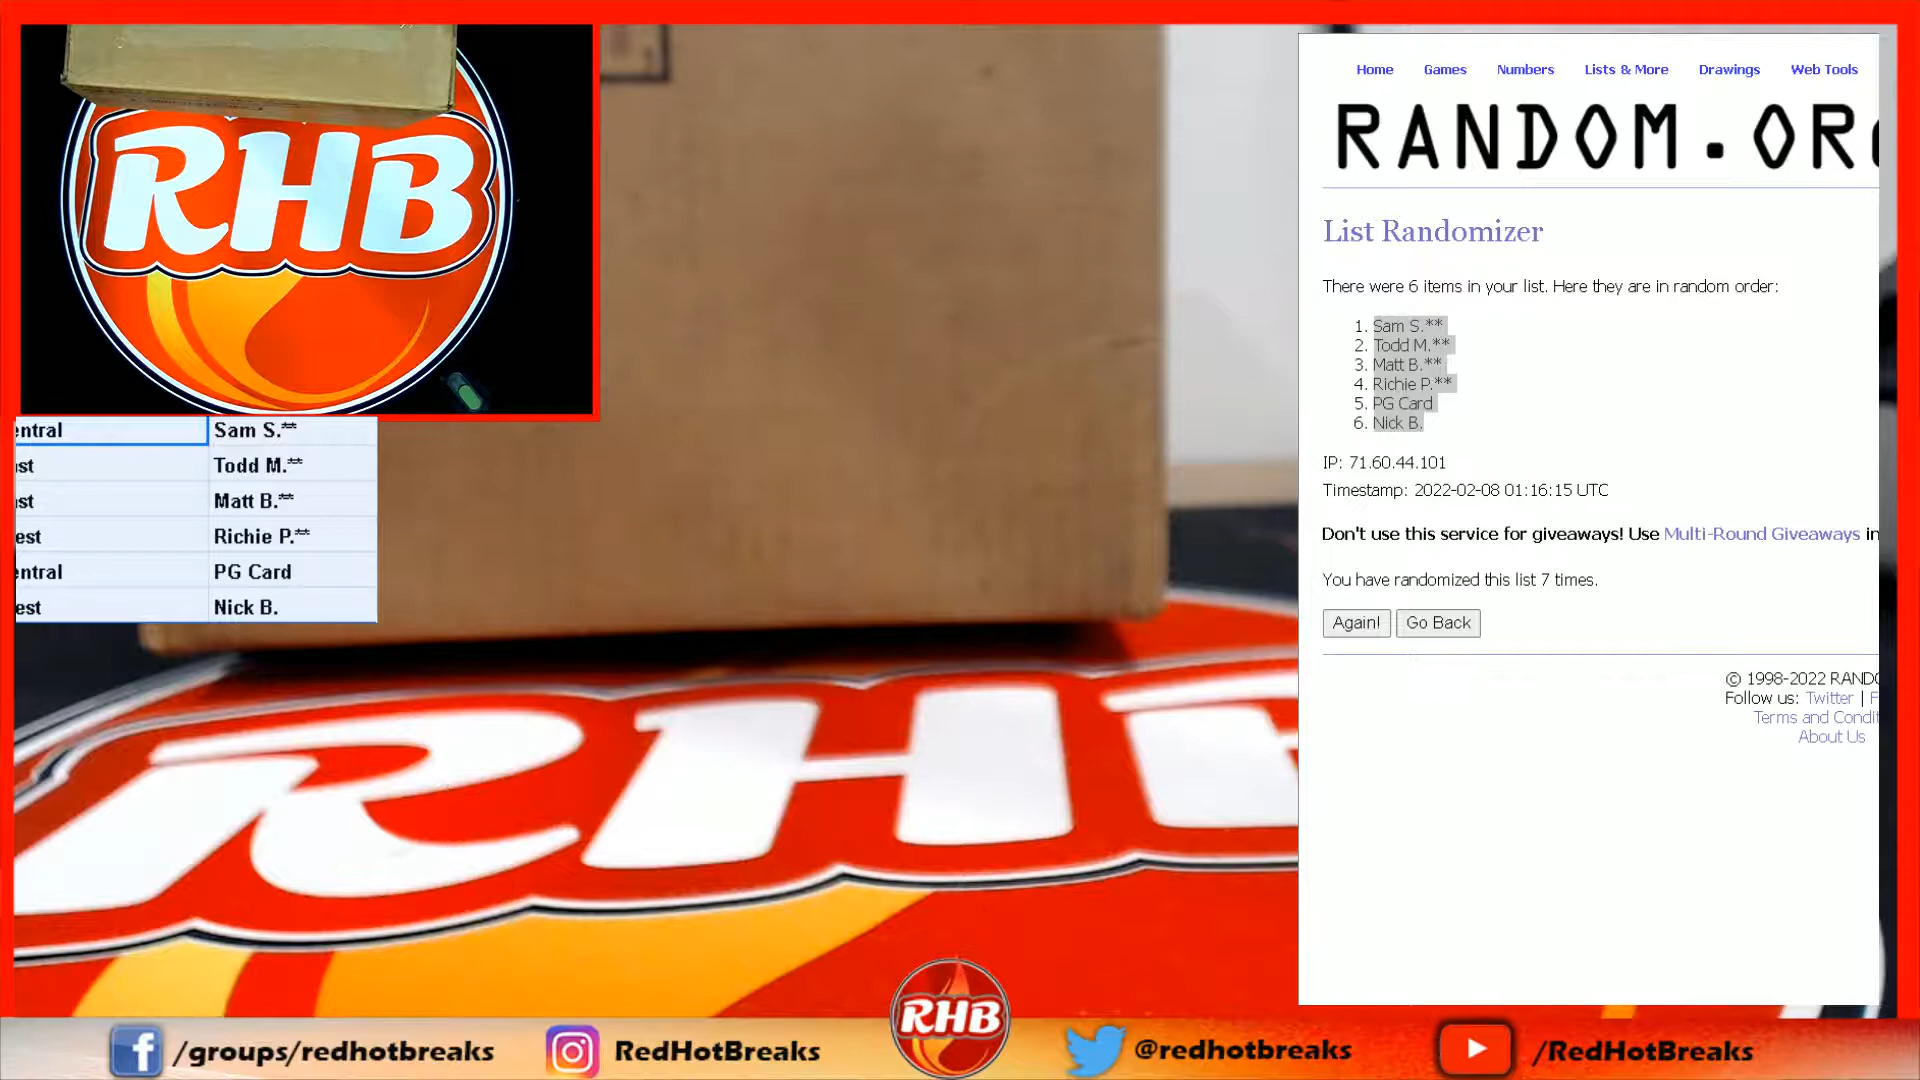 RHB
entral Sam S.**
st Todd M.**
st Matt B.**
est Richie P.**
entral PG Card
est Nick B.
Home Games Numbers Lists & More Drawings Web Tools
RANDOM.OR
List Randomizer
There were 6 items in your list. Here they are in random order:
1. Sam S.**
2. Todd M.**
3. Matt B.**
4. Richie P.**
5. PG Card
6. Nick B.
IP: 71.60.44.101
Timestamp: 2022-02-08 01:16:15 UTC
Don't use this service for giveaways! Use Multi-Round Giveaways in
You have randomized this list 7 times.
Again! Go Back
© 1998-2022 RAND
Follow us: Twitter | F
Terms and Condit
About Us
RH
RHB
/groups/redhotbreaks
RedHotBreaks
@redhotbreaks
/RedHotBreaks